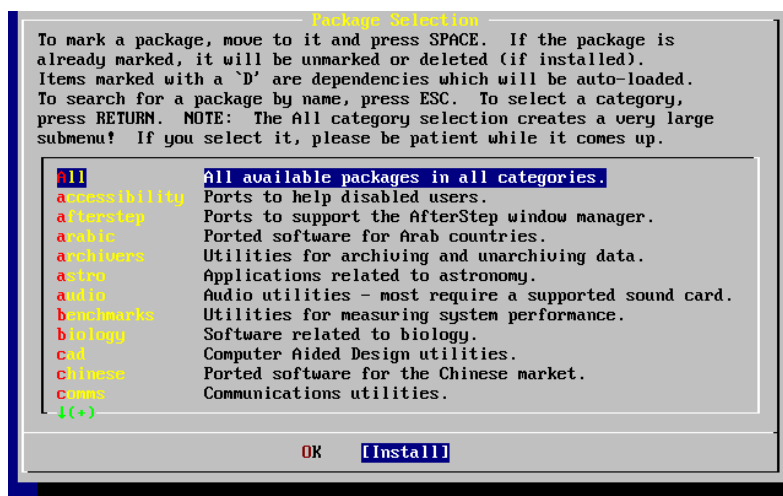 Package Selection
To mark a package, move to it and press SPACE. If the package is
already marked, it will be unmarked or deleted (if installed).
Items marked with a `D' are dependencies which will be auto-loaded.
To search for a package by name, press ESC. To select a category,
press RETURN. NOTE: The All category selection creates a very large
submenu! If you select it, please be patient while it comes up.
All All available packages in all categories.
accessibility Ports to help disabled users.
afterstep Ports to support the AfterStep window manager.
arabic Ported software for Arab countries.
archivers Utilities for archiving and unarchiving data.
astro Applications related to astronomy.
audio Audio utilities - most require a supported sound card.
benchmarks Utilities for measuring system performance.
biology Software related to biology.
cad Computer Aided Design utilities.
chinese Ported software for the Chinese market.
comms Communications utilities.
↓(+)
OK [Install]